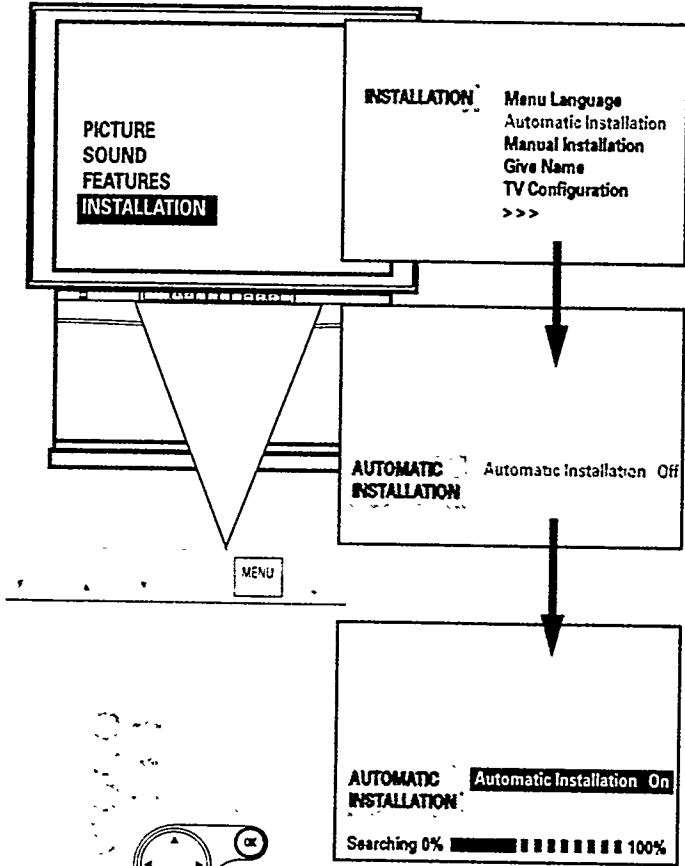 PICTURE
SOUND
FEATURES
INSTALLATION
INSTALLATION
Menu Language
Automatic Installation
Manual Installation
Give Name
TV Configuration
>>>
AUTOMATIC
INSTALLATION
Automatic Installation Off
MENU
AUTOMATIC
INSTALLATION
Automatic Installation On
Searching 0% 100%
OK